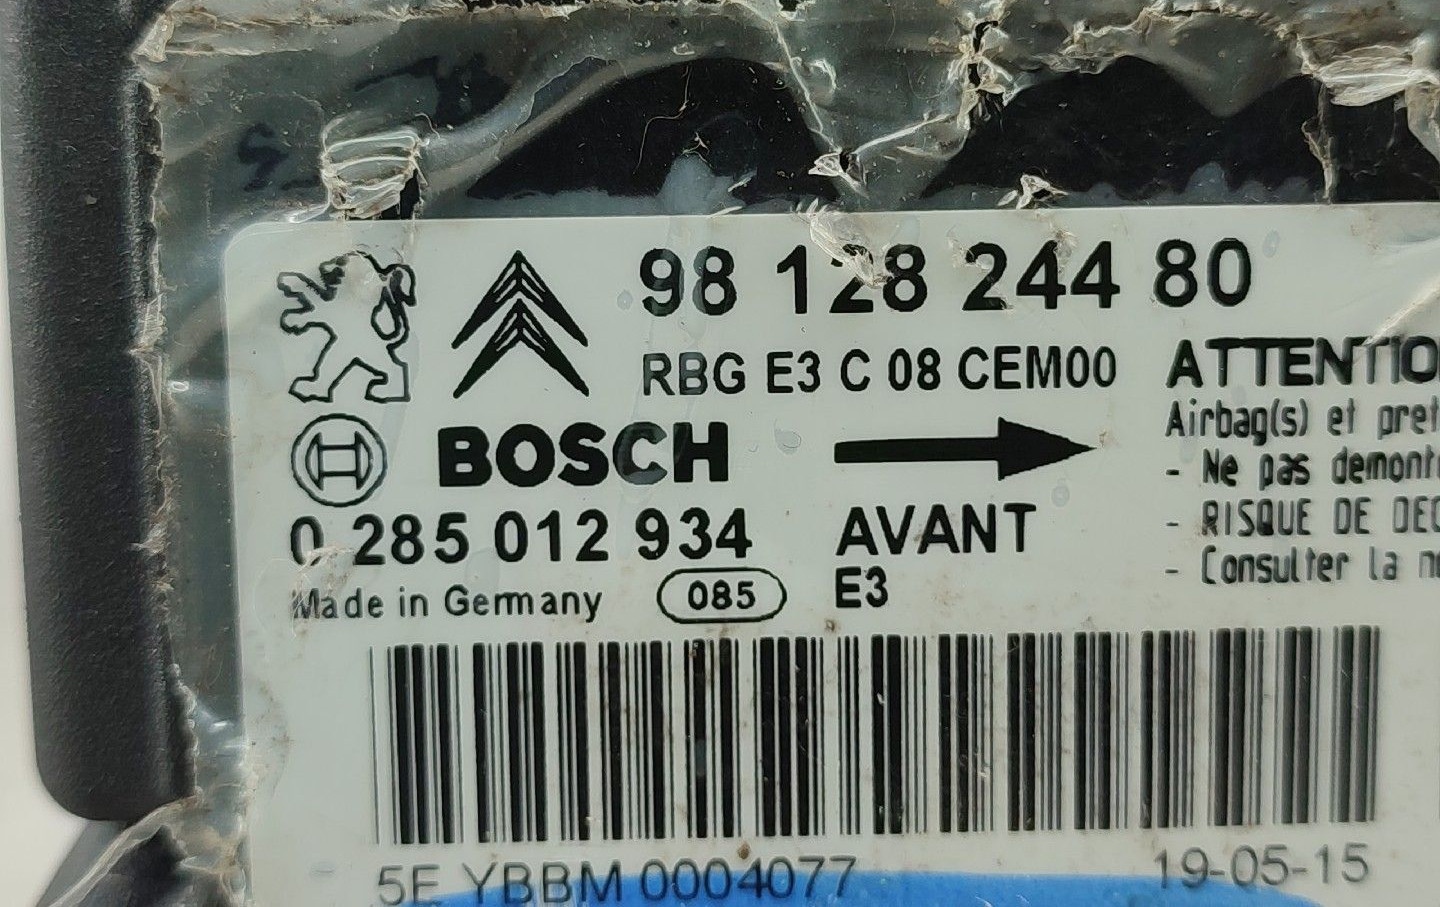 98 128 244 80
RBG E3 C 08 CEM00
BOSCH
0 285 012 934
Made in Germany
085
AVANT
E3
ATTENTIO
Airbag(s) et pret
- Ne pas demont
- RISQUE DE DEC
- Consulter la
5E YBBM 0004077
19-05-15